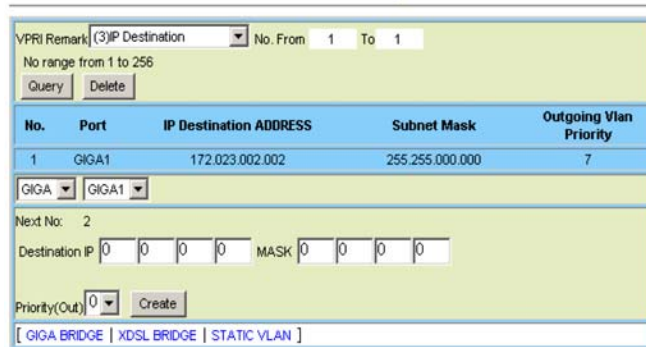 VPRI Remark (3)IP Destination No. From 1 To 1
No range from 1 to 256
Query Delete
No. Port IP Destination ADDRESS Subnet Mask Outgoing Vlan Priority
1 GIGA1 172.023.002.002 255.255.000.000 7
GIGA GIGA1
Next No: 2
Destination IP 0 0 0 0 MASK 0 0 0 0
Priority(Out) 0 Create
[ GIGA BRIDGE | XDSL BRIDGE | STATIC VLAN ]